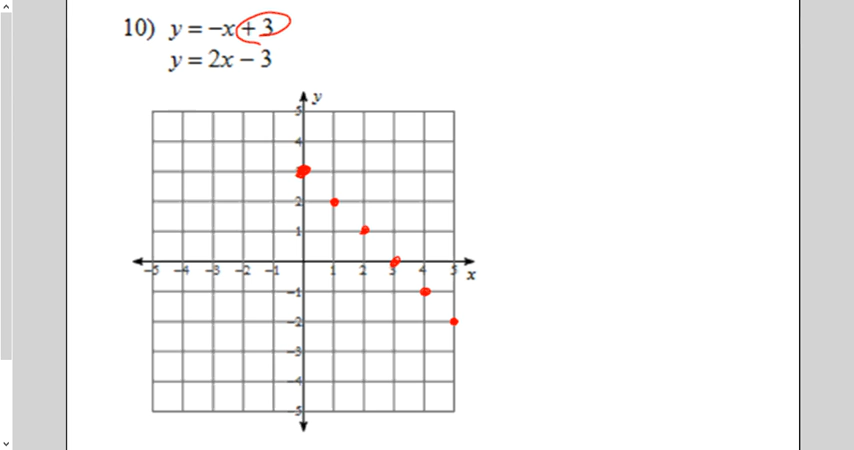 10) y = –x + 3
y = 2x – 3
y
5
4
2
1
–5 –4 –3 –2 –1 1 2 3 4 5
x
–1
–2
–3
–4
–5